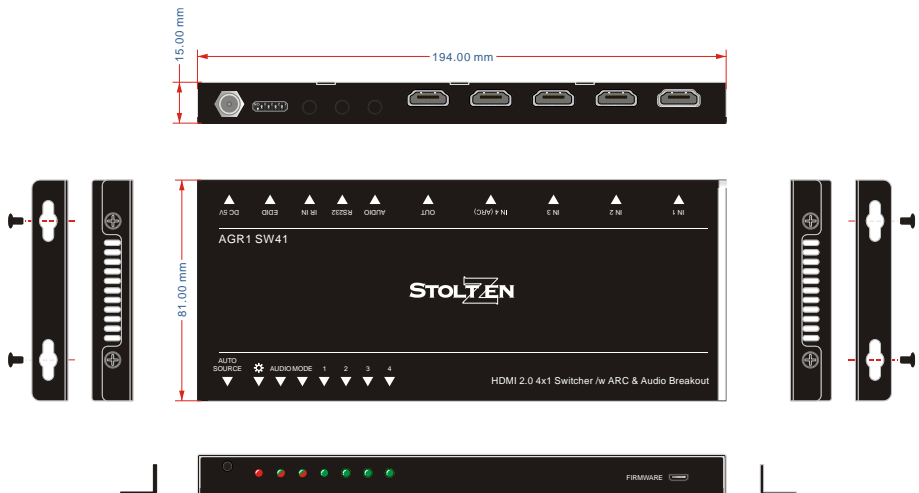 15.00 mm
194.00 mm
DC 5V EDID IR IN RS232 AUDIO OUT IN 4 (ARC) IN 3 IN 2 IN 1
AGR1 SW41
81.00 mm
STOLTZEN
AUTO
SOURCE AUDIO MODE 1 2 3 4
HDMI 2.0 4x1 Switcher /w ARC & Audio Breakout
FIRMWARE